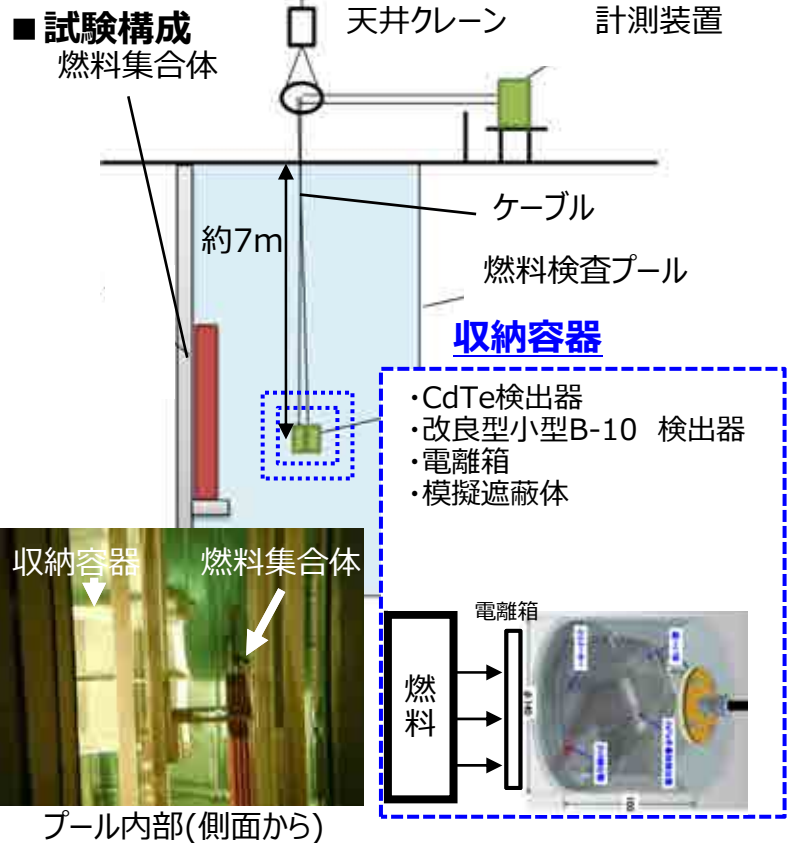 ■試験構成
天井クレーン
計測装置
燃料集合体
約7m
ケーブル
燃料検査プール
収納容器
・CdTe検出器
・改良型小型B-10 検出器
・電離箱
・模擬遮蔽体
収納容器
燃料集合体
電離箱
燃料
プール内部(側面から)